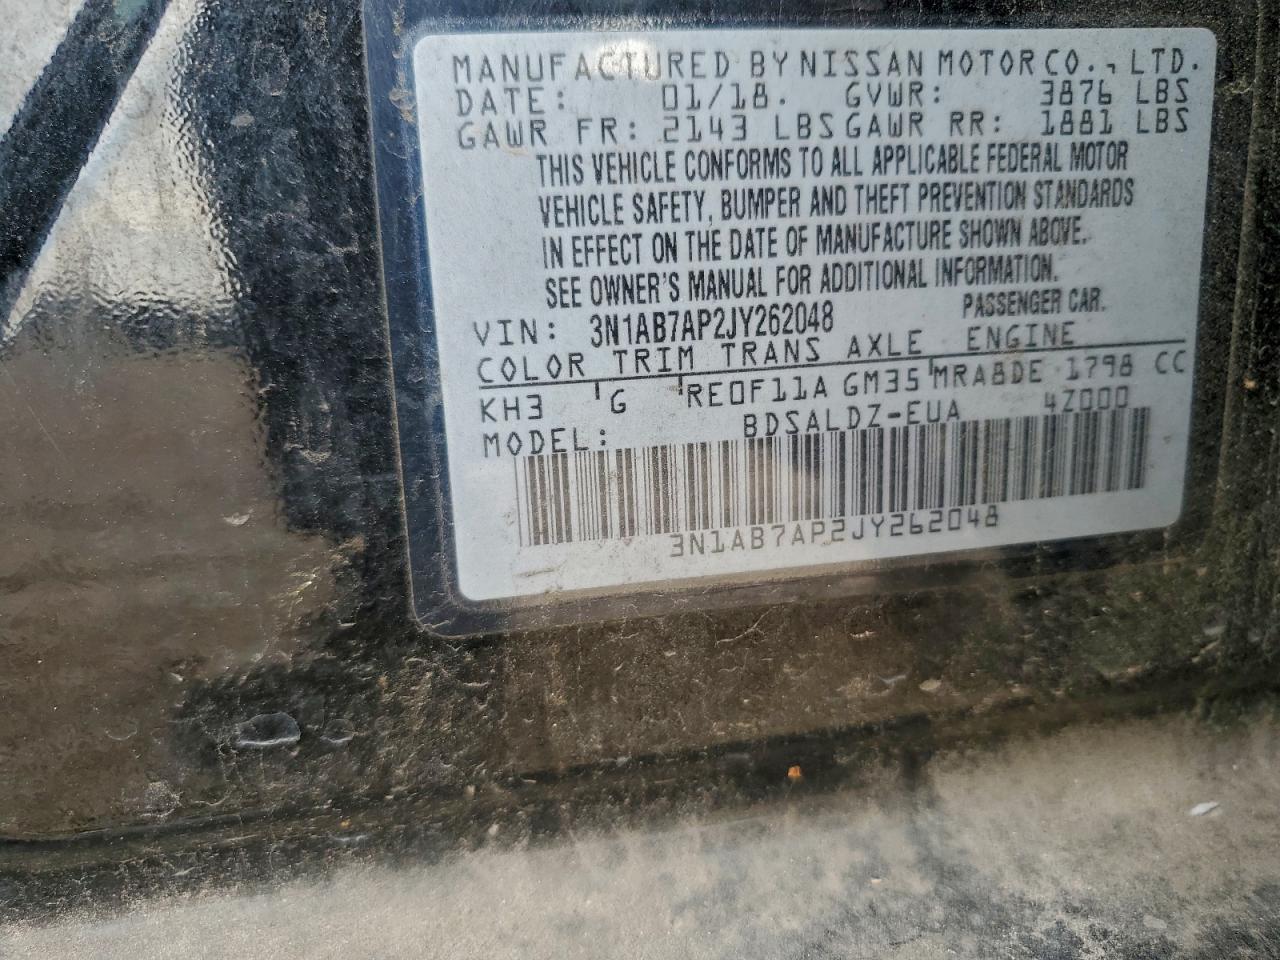 MANUFACTURED BY NISSAN MOTOR CO., LTD.
DATE: 01/18. GVWR: 3876 LBS
GAWR FR: 2143 LBS GAWR RR: 1881 LBS
THIS VEHICLE CONFORMS TO ALL APPLICABLE FEDERAL MOTOR
VEHICLE SAFETY, BUMPER AND THEFT PREVENTION STANDARDS
IN EFFECT ON THE DATE OF MANUFACTURE SHOWN ABOVE.
SEE OWNER'S MANUAL FOR ADDITIONAL INFORMATION.
VIN: 3N1AB7AP2JY262048 PASSENGER CAR.
COLOR TRIM TRANS AXLE ENGINE
KH3 G RE0F11A GM35 MRA8DE 1798 CC
MODEL: BDSALDZ-EUA 4Z000
3N1AB7AP2JY262048